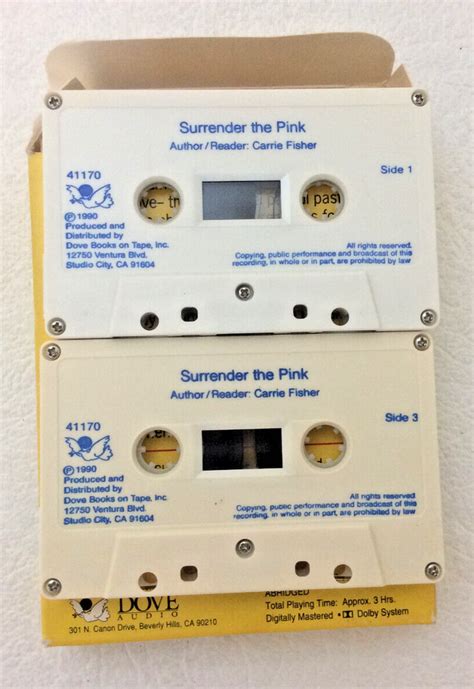 Surrender the Pink
Author/Reader: Carrie Fisher
41170
Side 1
ve- th
l past
℗ 1990
Produced and
Distributed by
Dove Books on Tape, Inc.
12750 Ventura Blvd.
Studio City, CA 91604
All rights reserved.
Copying, public performance and broadcast of this
recording, in whole or in part, are prohibited by law
Surrender the Pink
Author/Reader: Carrie Fisher
41170
Side 3
℗ 1990
Produced and
Distributed by
Dove Books on Tape, Inc.
12750 Ventura Blvd.
Studio City, CA 91604
All rights reserved.
Copying, public performance and broadcast of this
recording, in whole or in part, are prohibited by law
DOVE
AUDIO
301 N. Canon Drive, Beverly Hills, CA 90210
ABRIDGED
Total Playing Time: Approx. 3 Hrs.
Digitally Mastered • Dolby System